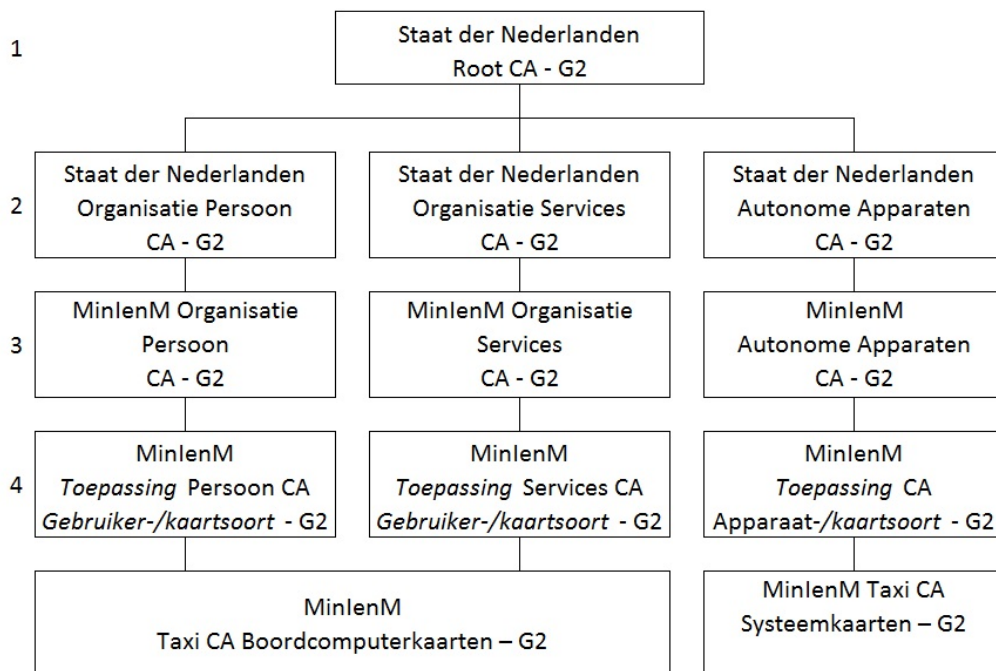 1
Staat der Nederlanden
Root CA - G2
2
Staat der Nederlanden
Organisatie Persoon
CA - G2
Staat der Nederlanden
Organisatie Services
CA - G2
Staat der Nederlanden
Autonome Apparaten
CA - G2
3
MinIenM Organisatie
Persoon
CA - G2
MinIenM Organisatie
Services
CA - G2
MinIenM
Autonome Apparaten
CA - G2
4
MinIenM
Toepassing Persoon CA
Gebruiker-/kaartsoort - G2
MinIenM
Toepassing Services CA
Gebruiker-/kaartsoort - G2
MinIenM
Toepassing CA
Apparaat-/kaartsoort - G2
MinIenM
Taxi CA Boordcomputerkaarten – G2
MinIenM Taxi CA
Systeemkaarten – G2